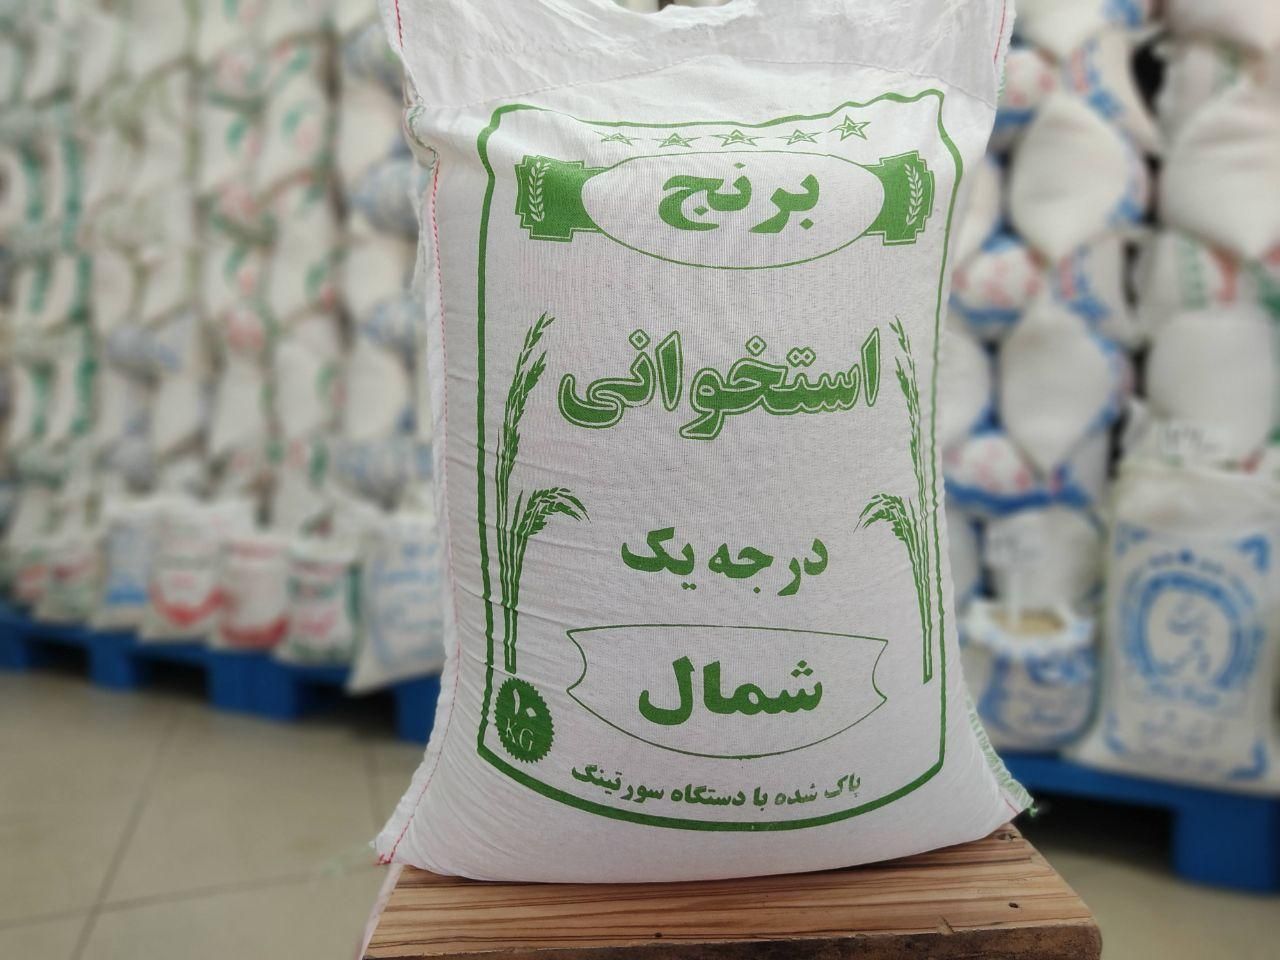 برنج
استخوانی
درجه یک
شمال
۱۰
KG
پاک شده با دستگاه سورتینگ